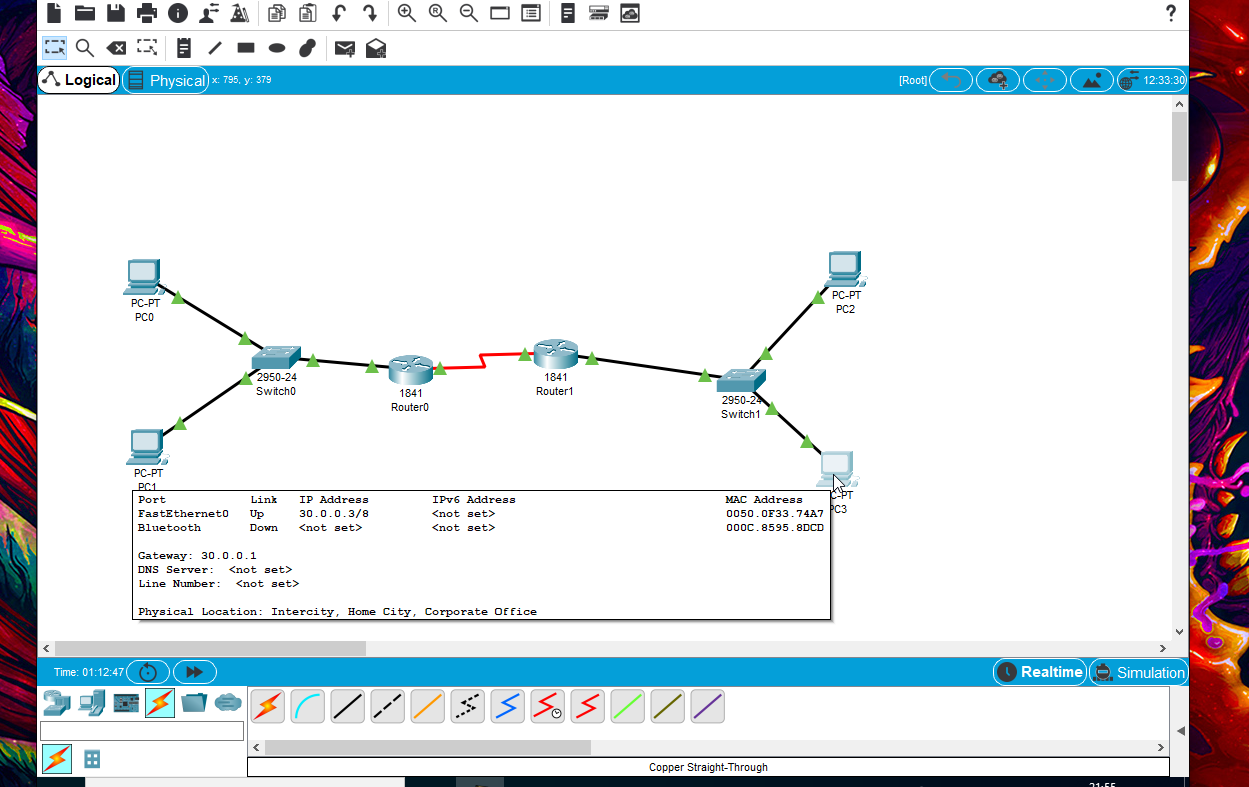 ?
Logical
Physical
x: 795, y: 379
[Root]
12:33:30
PC-PT
PC0
PC-PT
PC2
2950-24
Switch0
1841
Router0
1841
Router1
2950-24
Switch1
PC-PT
PC1
-PT
PC3
Port Link IP Address IPv6 Address MAC Address
FastEthernet0 Up 30.0.0.3/8 <not set> 0050.0F33.74A7
Bluetooth Down <not set> <not set> 000C.8595.8DCD
Gateway: 30.0.0.1
DNS Server: <not set>
Line Number: <not set>
Physical Location: Intercity, Home City, Corporate Office
Time: 01:12:47
Realtime
Simulation
Copper Straight-Through
21:55